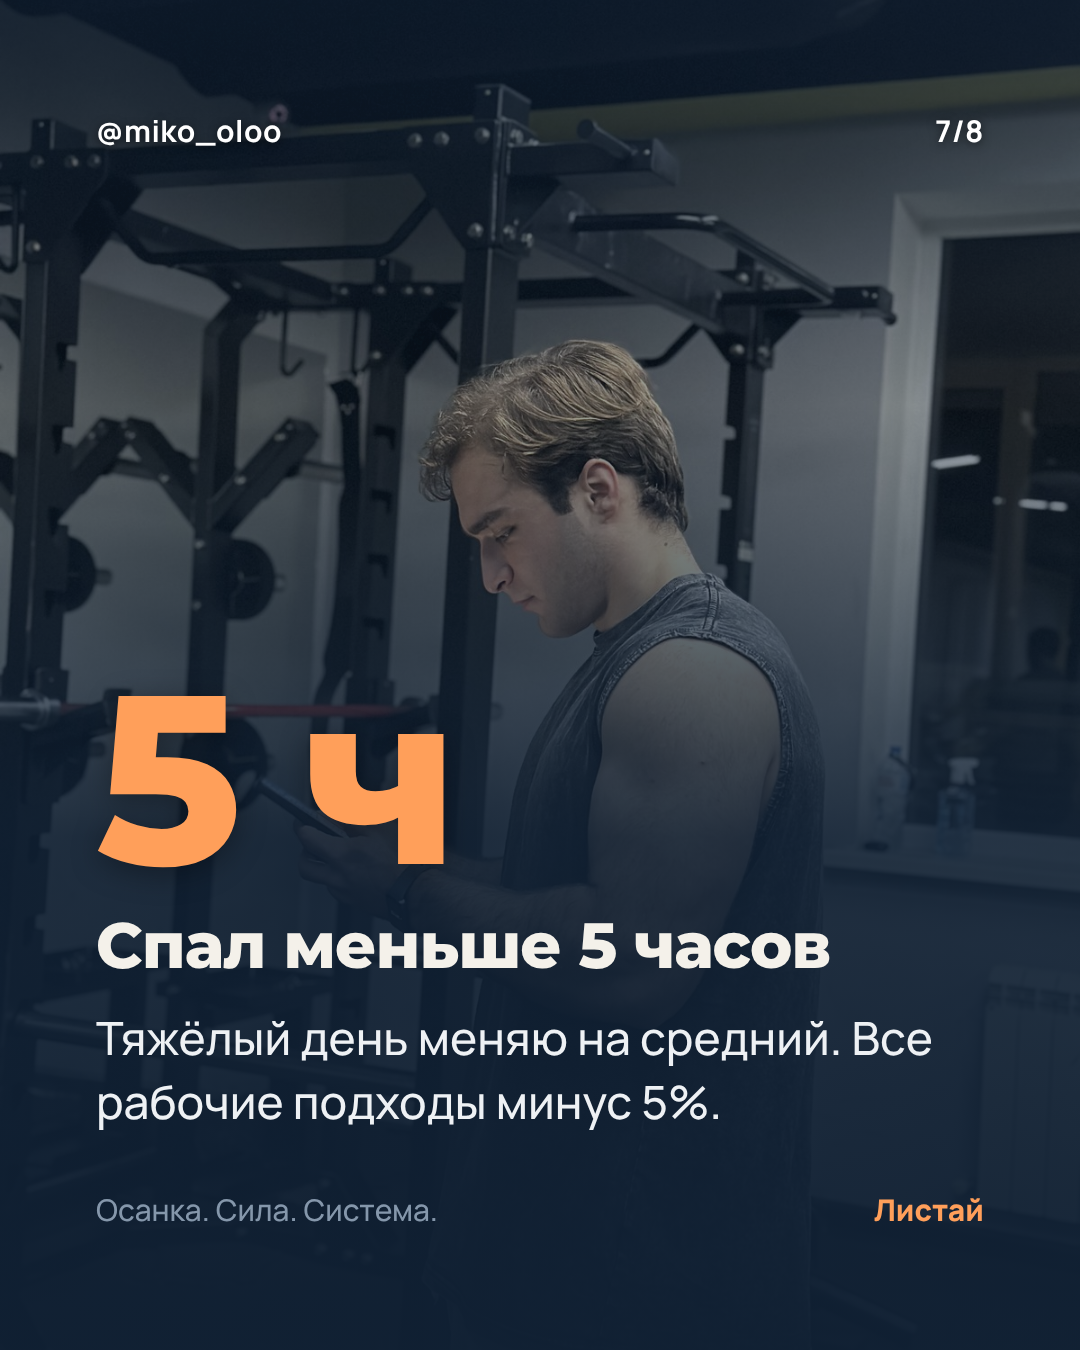 @miko_oloo
7/8
5 ч
Спал меньше 5 часов
Тяжёлый день меняю на средний. Все
рабочие подходы минус 5%.
Осанка. Сила. Система.
Листай